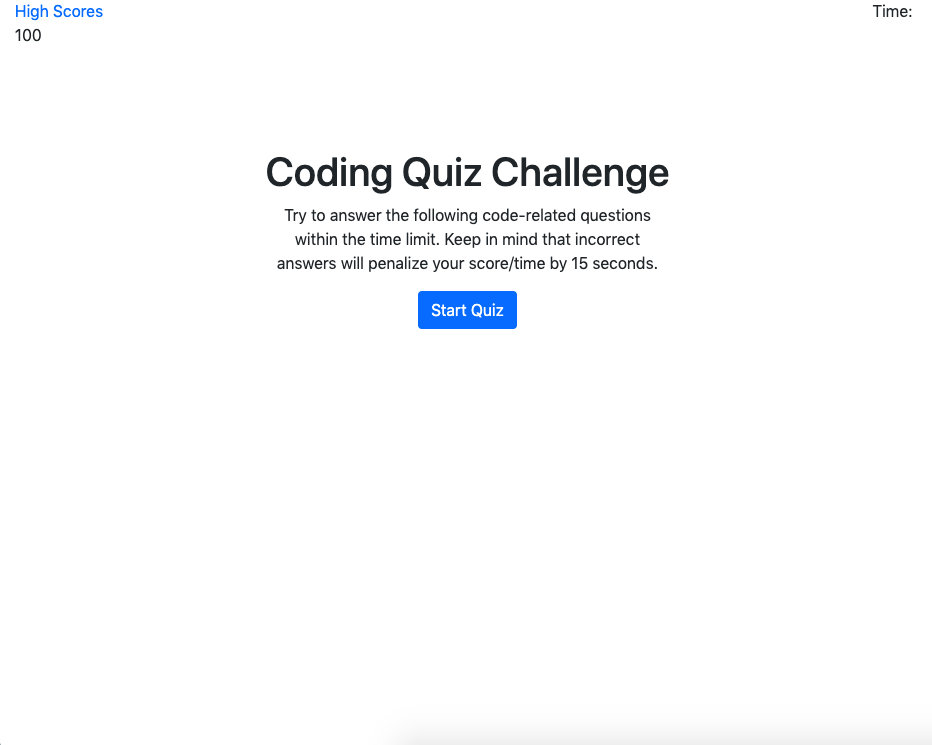 High Scores
Time:
100
Coding Quiz Challenge
Try to answer the following code-related questions
within the time limit. Keep in mind that incorrect
answers will penalize your score/time by 15 seconds.
Start Quiz